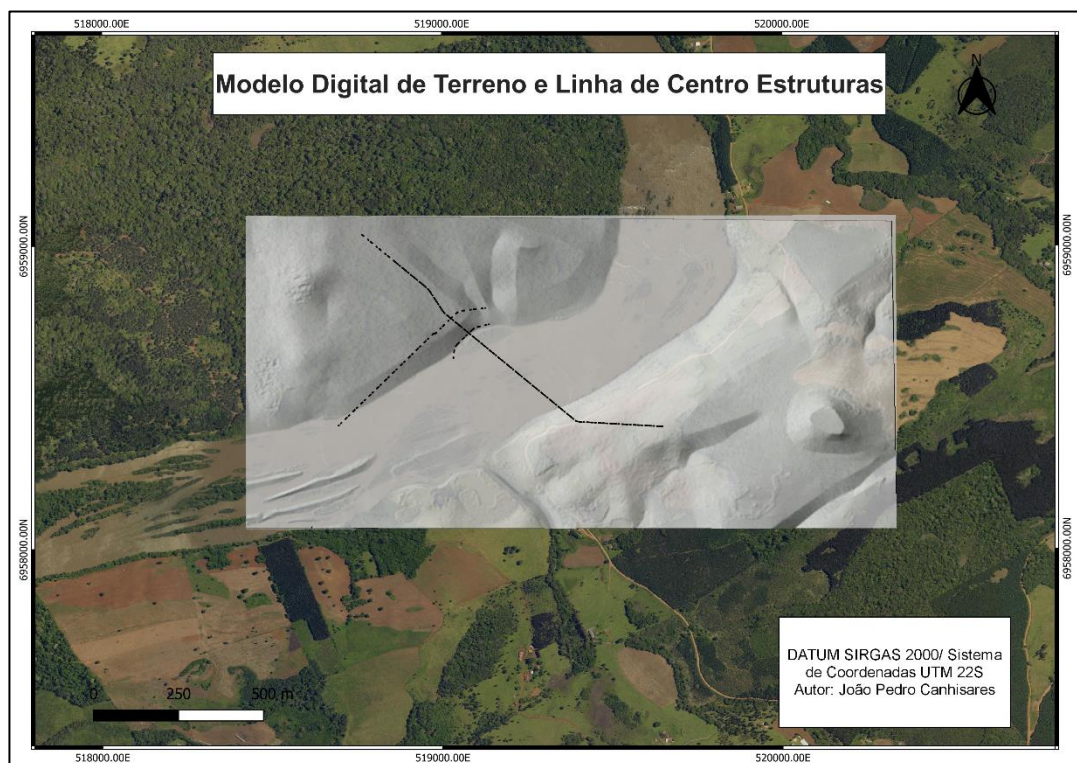 518000.00E 519000.00E 520000.00E
Modelo Digital de Terreno e Linha de Centro Estruturas
N
6959000.00N 6959000.00N
6958000.00N 6958000.00N
DATUM SIRGAS 2000/ Sistema
de Coordenadas UTM 22S
Autor: João Pedro Canhisares
0 250 500 m
518000.00E 519000.00E 520000.00E